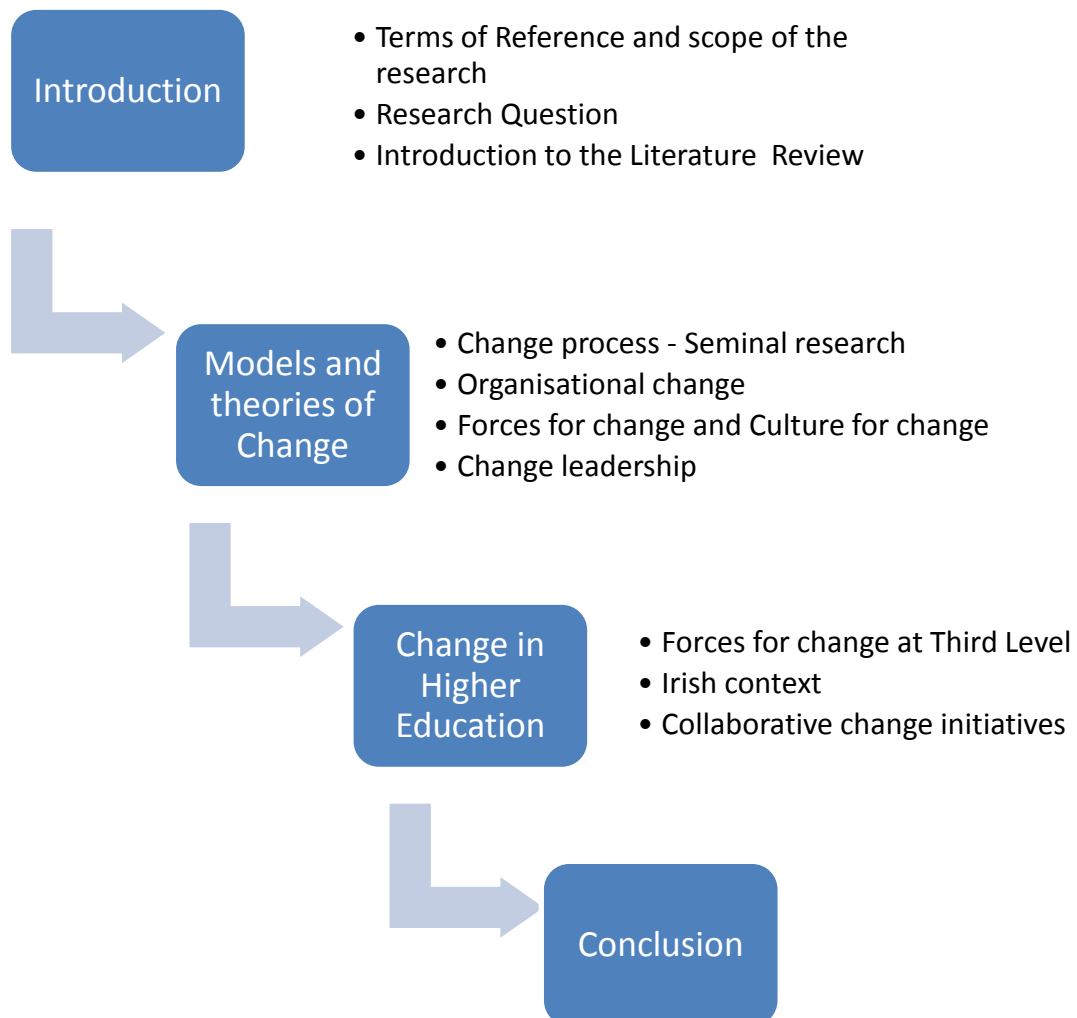 Introduction
• Terms of Reference and scope of the
research
• Research Question
• Introduction to the Literature  Review
Models and
theories of
Change
• Change process - Seminal research
• Organisational change
• Forces for change and Culture for change
• Change leadership
Change in
Higher
Education
• Forces for change at Third Level
• Irish context
• Collaborative change initiatives
Conclusion